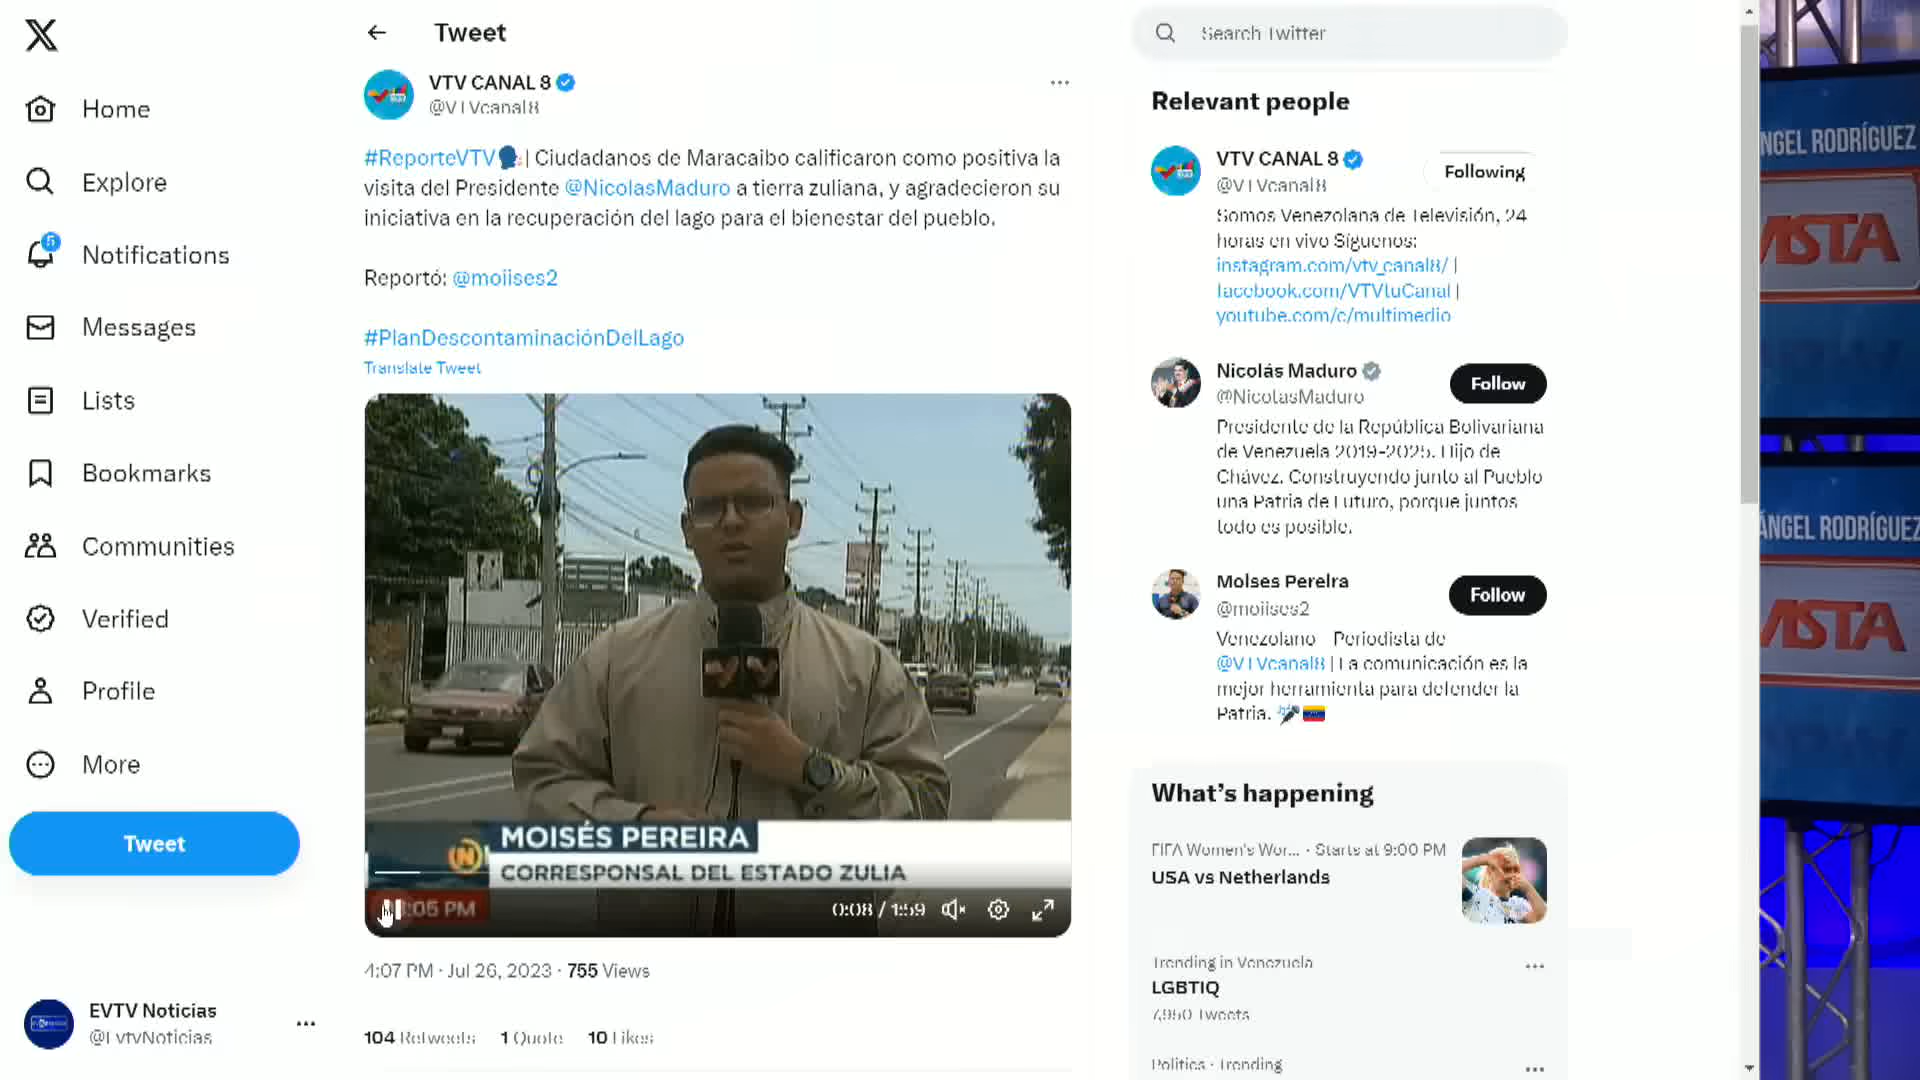 Home
Explore
5
Notifications
Messages
Lists
Bookmarks
Communities
Verified
Profile
More
Tweet
EVTV Noticias
@EvtvNoticias
Tweet
VTV CANAL 8
@VTVcanal8
#ReporteVTV🗣️| Ciudadanos de Maracaibo calificaron como positiva la
visita del Presidente @NicolasMaduro a tierra zuliana, y agradecieron su
iniciativa en la recuperación del lago para el bienestar del pueblo.
Reportó: @moiises2
#PlanDescontaminaciónDelLago
Translate Tweet
MOISÉS PEREIRA
CORRESPONSAL DEL ESTADO ZULIA
:05 PM
0:08 / 1:59
4:07 PM · Jul 26, 2023 · 755 Views
104 Retweets 1 Quote 10 Likes
Search Twitter
Relevant people
VTV CANAL 8
@VTVcanal8
Following
Somos Venezolana de Televisión, 24
horas en vivo Síguenos:
instagram.com/vtv_canal8/ |
facebook.com/VTVtuCanal |
youtube.com/c/multimedio
Nicolás Maduro
@NicolasMaduro
Follow
Presidente de la República Bolivariana
de Venezuela 2019-2025. Hijo de
Chávez. Construyendo junto al Pueblo
una Patria de Futuro, porque juntos
todo es posible.
Moises Pereira
@moiises2
Follow
Venezolano - Periodista de
@VTVcanal8 | La comunicación es la
mejor herramienta para defender la
Patria. 🎤🇻🇪
What's happening
FIFA Women's Wor... · Starts at 9:00 PM
USA vs Netherlands
Trending in Venezuela
LGBTIQ
7,950 Tweets
Politics · Trending
NGEL RODRÍGUEZ
ISTA
ÁNGEL RODRÍGUEZ
ISTA